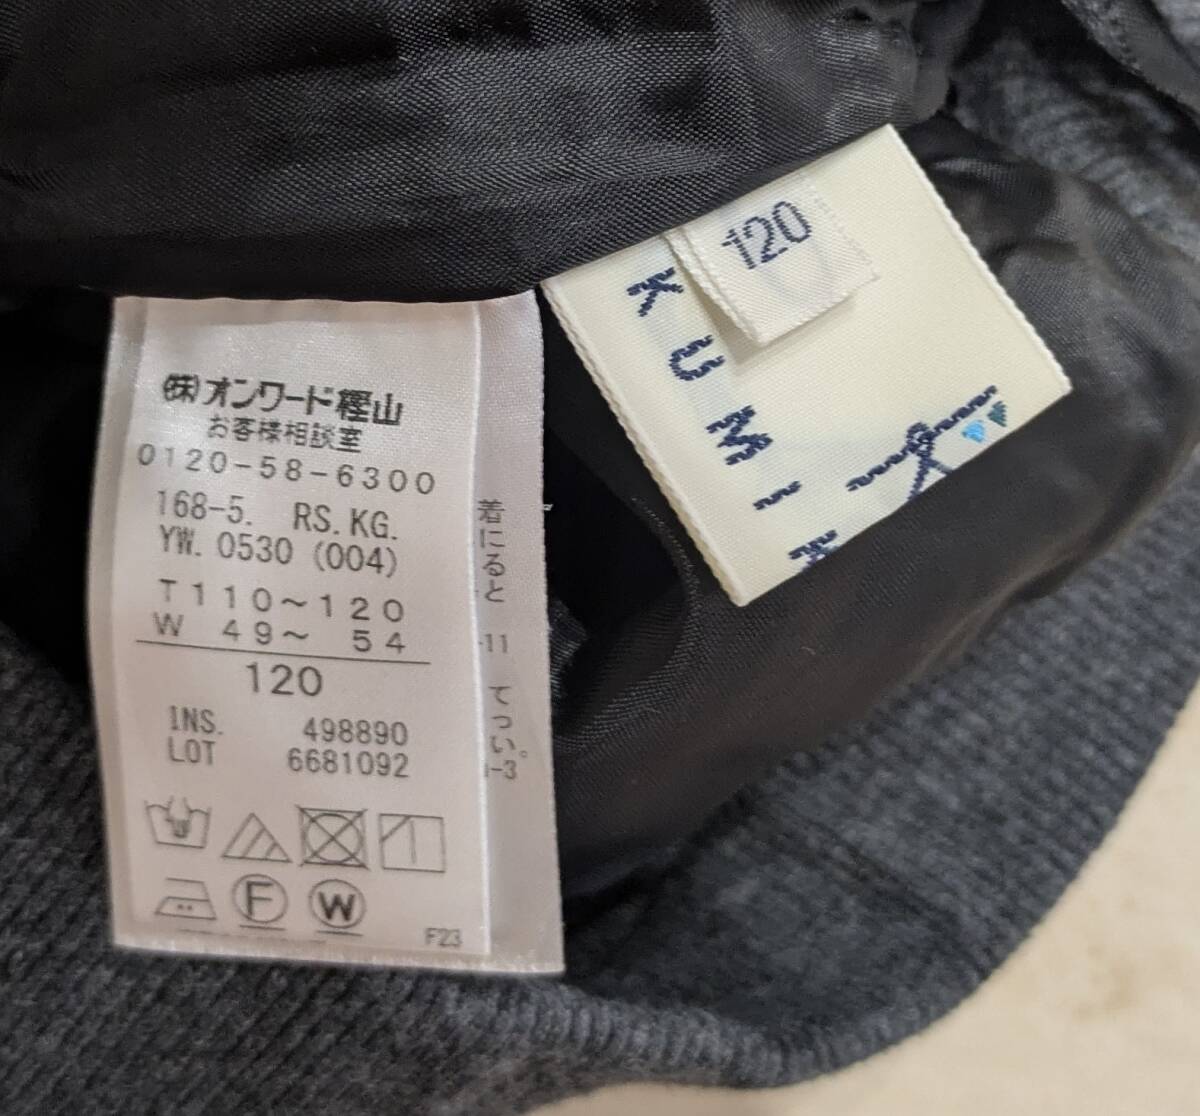 ㈱オンワード樫山
お客様相談室
0120-58-6300
168-5. RS. KG.
YW. 0530 (004)
T110～120
W 49～ 54
120
INS. 498890
LOT 6681092
F
W
F23
着にると
-11
てつい。
-3
120
KUMI